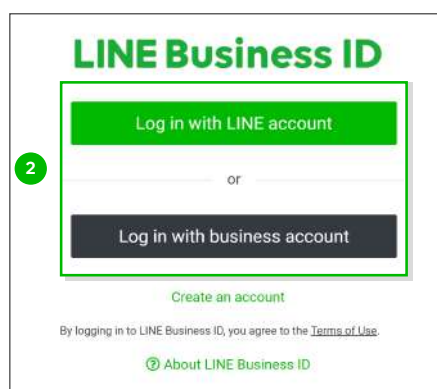 LINE Business ID
Log in with LINE account
2
or
Log in with business account
Create an account
By logging in to LINE Business ID, you agree to the Terms of Use.
? About LINE Business ID